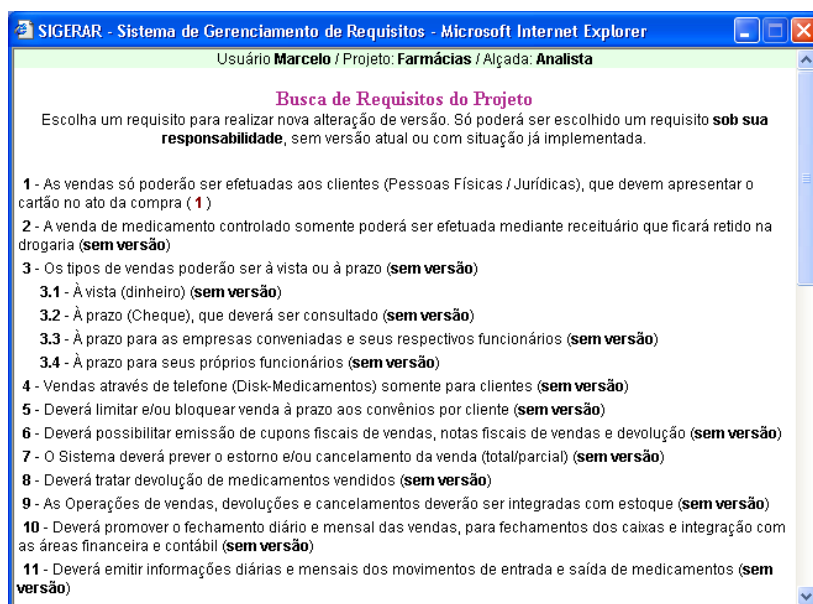 SIGERAR - Sistema de Gerenciamento de Requisitos - Microsoft Internet Explorer
Usuário Marcelo / Projeto: Farmácias / Alçada: Analista
Busca de Requisitos do Projeto
Escolha um requisito para realizar nova alteração de versão. Só poderá ser escolhido um requisito sob sua
responsabilidade, sem versão atual ou com situação já implementada.
1 - As vendas só poderão ser efetuadas aos clientes (Pessoas Físicas / Jurídicas), que devem apresentar o
cartão no ato da compra ( 1 )
2 - A venda de medicamento controlado somente poderá ser efetuada mediante receituário que ficará retido na
drogaria (sem versão)
3 - Os tipos de vendas poderão ser à vista ou à prazo (sem versão)
3.1 - À vista (dinheiro) (sem versão)
3.2 - À prazo (Cheque), que deverá ser consultado (sem versão)
3.3 - À prazo para as empresas conveniadas e seus respectivos funcionários (sem versão)
3.4 - À prazo para seus próprios funcionários (sem versão)
4 - Vendas através de telefone (Disk-Medicamentos) somente para clientes (sem versão)
5 - Deverá limitar e/ou bloquear venda à prazo aos convênios por cliente (sem versão)
6 - Deverá possibilitar emissão de cupons fiscais de vendas, notas fiscais de vendas e devolução (sem versão)
7 - O Sistema deverá prever o estorno e/ou cancelamento da venda (total/parcial) (sem versão)
8 - Deverá tratar devolução de medicamentos vendidos (sem versão)
9 - As Operações de vendas, devoluções e cancelamentos deverão ser integradas com estoque (sem versão)
10 - Deverá promover o fechamento diário e mensal das vendas, para fechamentos dos caixas e integração com
as áreas financeira e contábil (sem versão)
11 - Deverá emitir informações diárias e mensais dos movimentos de entrada e saída de medicamentos (sem
versão)